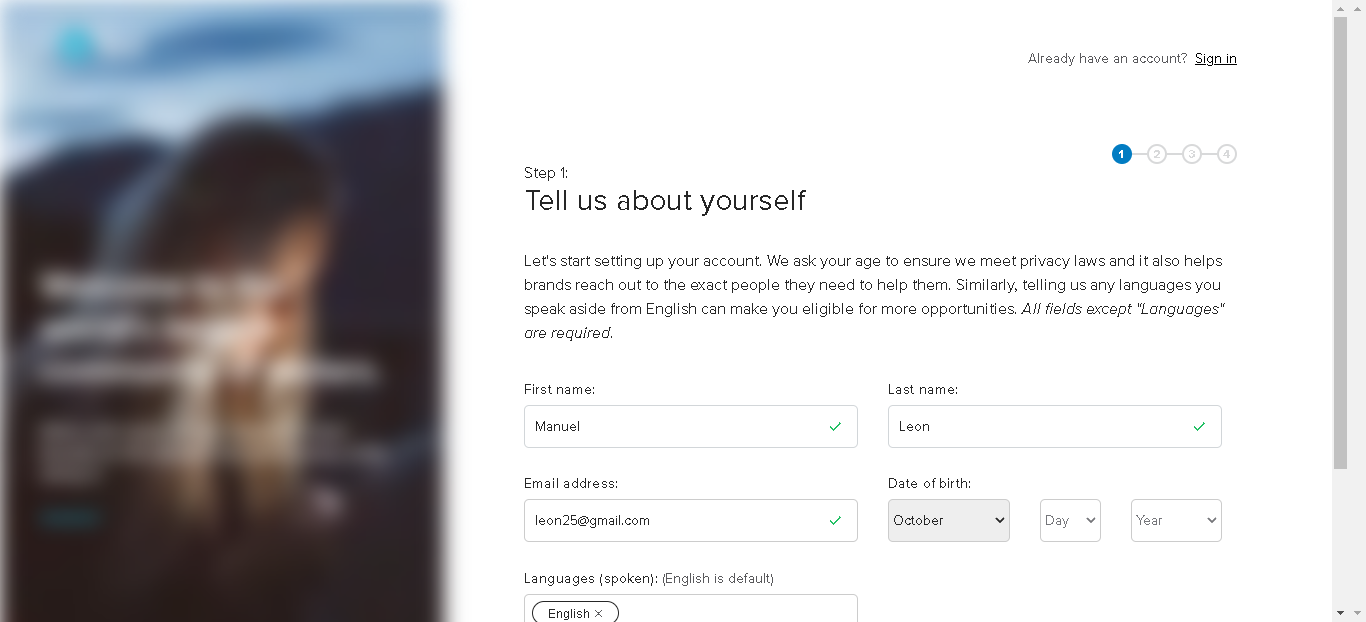 Already have an account? Sign in
1 2 3 4
Step 1:
Tell us about yourself
Let's start setting up your account. We ask your age to ensure we meet privacy laws and it also helps
brands reach out to the exact people they need to help them. Similarly, telling us any languages you
speak aside from English can make you eligible for more opportunities. All fields except "Languages"
are required.
First name: Last name:
Manuel Leon
Email address: Date of birth:
leon25@gmail.com October Day Year
Languages (spoken): (English is default)
English ×